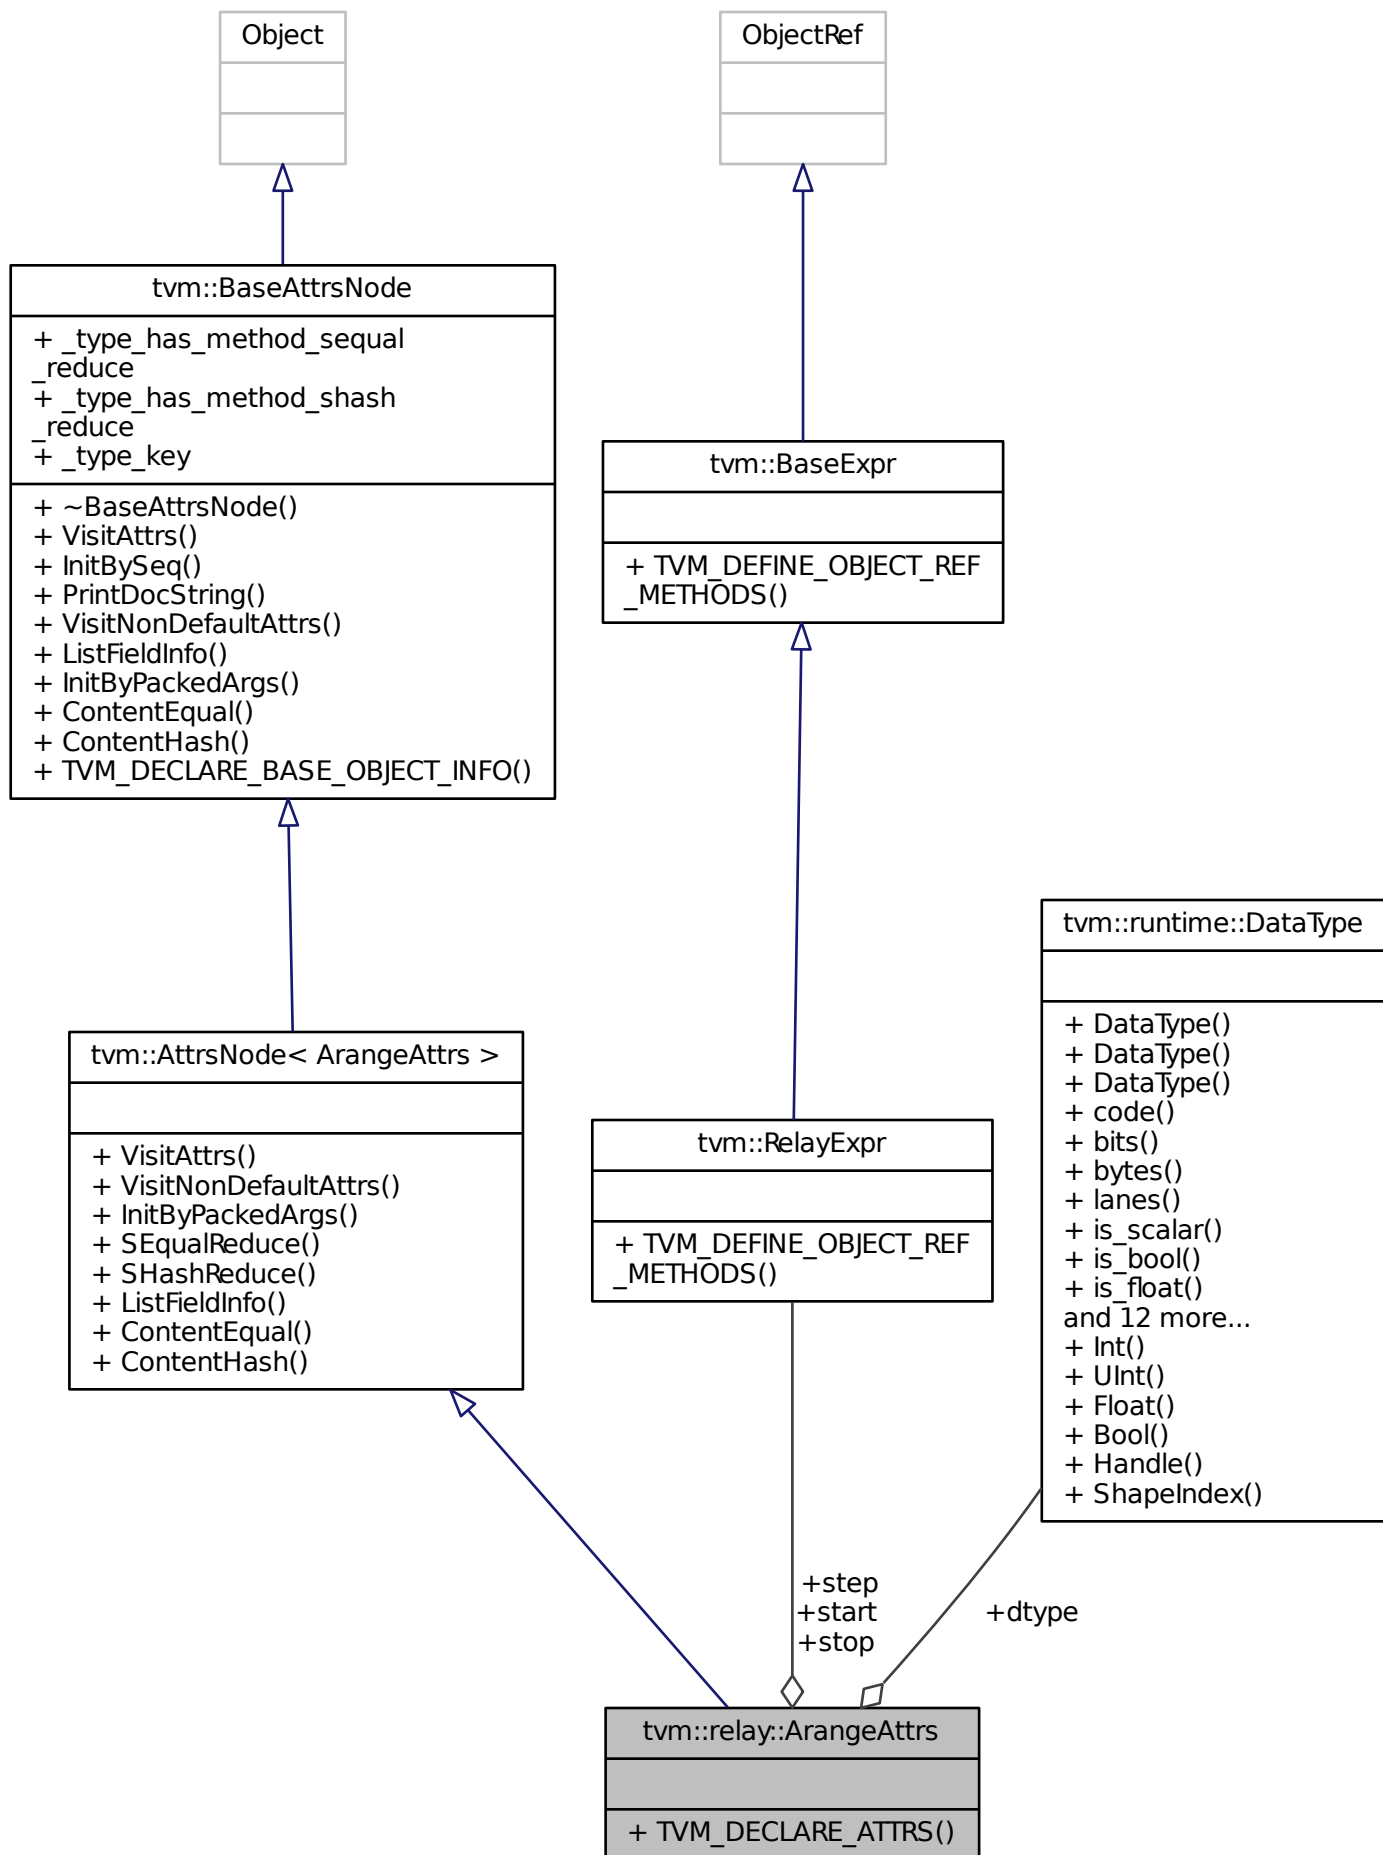 Object
ObjectRef
tvm::BaseAttrsNode
+ _type_has_method_sequal
_reduce
+ _type_has_method_shash
_reduce
+ _type_key
+ ~BaseAttrsNode()
+ VisitAttrs()
+ InitBySeq()
+ PrintDocString()
+ VisitNonDefaultAttrs()
+ ListFieldInfo()
+ InitByPackedArgs()
+ ContentEqual()
+ ContentHash()
+ TVM_DECLARE_BASE_OBJECT_INFO()
tvm::BaseExpr
+ TVM_DEFINE_OBJECT_REF
_METHODS()
tvm::runtime::DataType
+ DataType()
+ DataType()
+ DataType()
+ code()
+ bits()
+ bytes()
+ lanes()
+ is_scalar()
+ is_bool()
+ is_float()
and 12 more...
+ Int()
+ UInt()
+ Float()
+ Bool()
+ Handle()
+ ShapeIndex()
tvm::AttrsNode< ArangeAttrs >
+ VisitAttrs()
+ VisitNonDefaultAttrs()
+ InitByPackedArgs()
+ SEqualReduce()
+ SHashReduce()
+ ListFieldInfo()
+ ContentEqual()
+ ContentHash()
tvm::RelayExpr
+ TVM_DEFINE_OBJECT_REF
_METHODS()
+step
+start
+stop
+dtype
tvm::relay::ArangeAttrs
+ TVM_DECLARE_ATTRS()